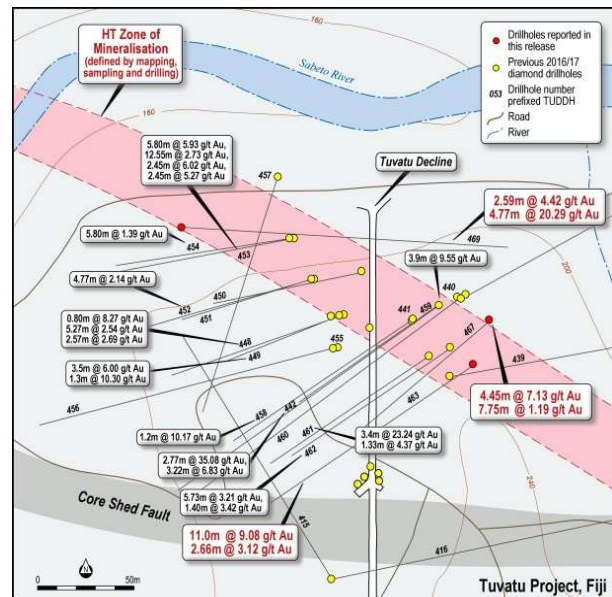 HT Zone of
Mineralisation
(defined by mapping,
sampling and drilling)
Sabeto River
Drillholes reported in
this release
Previous 2016/17
diamond drillholes
053 Drillhole number
prefixed TUDDH
Road
River
160
160
5.80m @ 5.93 g/t Au,
12.55m @ 2.73 g/t Au,
2.45m @ 6.02 g/t Au,
2.45m @ 5.27 g/t Au
457
Tuvatu Decline
2.59m @ 4.42 g/t Au
4.77m @ 20.29 g/t Au
5.80m @ 1.39 g/t Au
454
453
469
3.9m @ 9.55 g/t Au
200
4.77m @ 2.14 g/t Au
452
450
451
440
459
441
467
0.80m @ 8.27 g/t Au
5.27m @ 2.54 g/t Au
2.57m @ 2.69 g/t Au
448
449
455
439
3.5m @ 6.00 g/t Au
1.3m @ 10.30 g/t Au
463
4.45m @ 7.13 g/t Au
7.75m @ 1.19 g/t Au
456
458
442
460
461
462
1.2m @ 10.17 g/t Au
3.4m @ 23.24 g/t Au
1.33m @ 4.37 g/t Au
2.77m @ 35.08 g/t Au
3.22m @ 6.83 g/t Au
5.73m @ 3.21 g/t Au,
1.40m @ 3.42 g/t Au
240
Core Shed Fault
415
11.0m @ 9.08 g/t Au
2.66m @ 3.12 g/t Au
416
N
0
50m
Tuvatu Project, Fiji